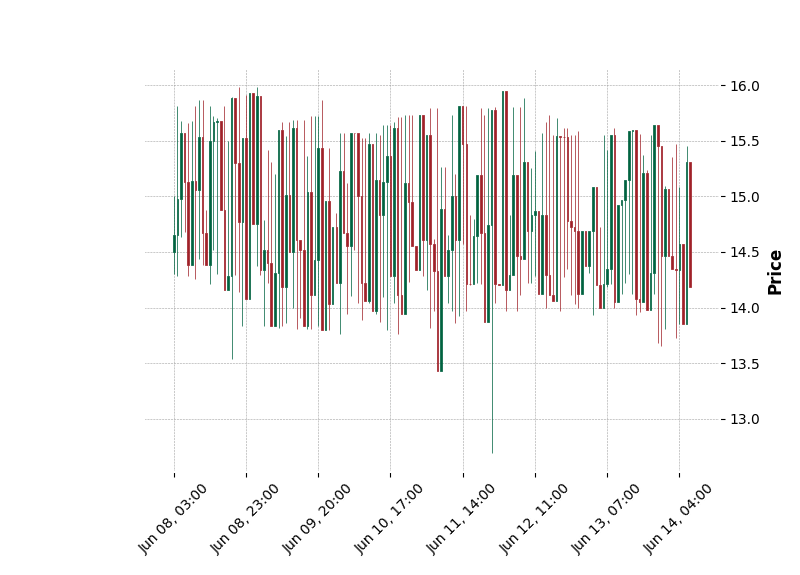 16.0
15.5
15.0
14.5
14.0
13.5
13.0
Price
Jun 08, 03:00
Jun 08, 23:00
Jun 09, 20:00
Jun 10, 17:00
Jun 11, 14:00
Jun 12, 11:00
Jun 13, 07:00
Jun 14, 04:00